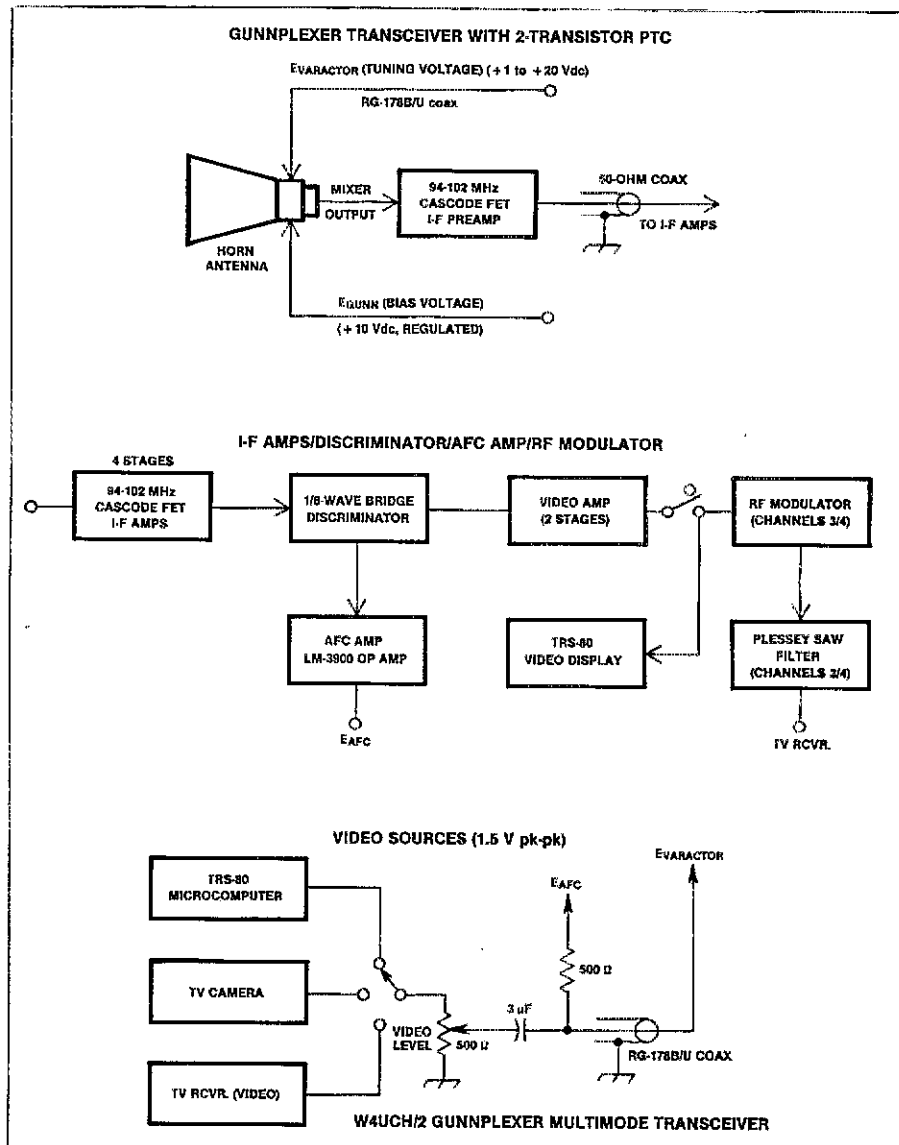 GUNNPLEXER TRANSCEIVER WITH 2-TRANSISTOR PTC
EVARACTOR (TUNING VOLTAGE) (+1 to +20 Vdc)
RG-178B/U coax
MIXER
OUTPUT
94-102 MHz
CASCODE FET
I-F PREAMP
50-OHM COAX
TO I-F AMPS
HORN
ANTENNA
EGUNN (BIAS VOLTAGE)
(+10 Vdc, REGULATED)
I-F AMPS/DISCRIMINATOR/AFC AMP/RF MODULATOR
4 STAGES
94-102 MHz
CASCODE FET
I-F AMPS
1/8-WAVE BRIDGE
DISCRIMINATOR
VIDEO AMP
(2 STAGES)
RF MODULATOR
(CHANNELS 3/4)
AFC AMP
LM-3900 OP AMP
TRS-80
VIDEO DISPLAY
PLESSEY SAW
FILTER
(CHANNELS 3/4)
EAFC
TV RCVR.
VIDEO SOURCES (1.5 V pk-pk)
TRS-80
MICROCOMPUTER
TV CAMERA
TV RCVR. (VIDEO)
VIDEO
LEVEL
500 Ω
3 µF
EAFC
500 Ω
EVARACTOR
RG-178B/U COAX
W4UCH/2 GUNNPLEXER MULTIMODE TRANSCEIVER